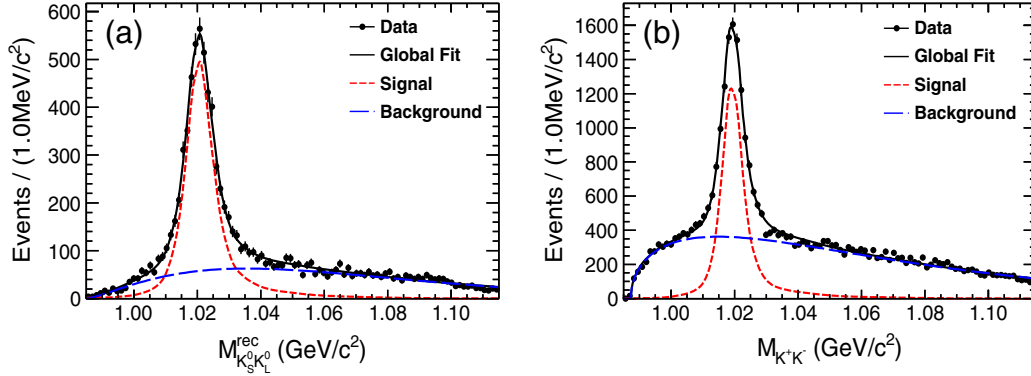 (a)
Data
Global Fit
Signal
Background
Events / (1.0MeV/c²)
600
500
400
300
200
100
0
1.00 1.02 1.04 1.06 1.08 1.10
M^{rec}_{K⁰_S K⁰_L} (GeV/c²)
(b)
Data
Global Fit
Signal
Background
Events / (1.0MeV/c²)
1600
1400
1200
1000
800
600
400
200
0
1.00 1.02 1.04 1.06 1.08 1.10
M_{K⁺K⁻} (GeV/c²)